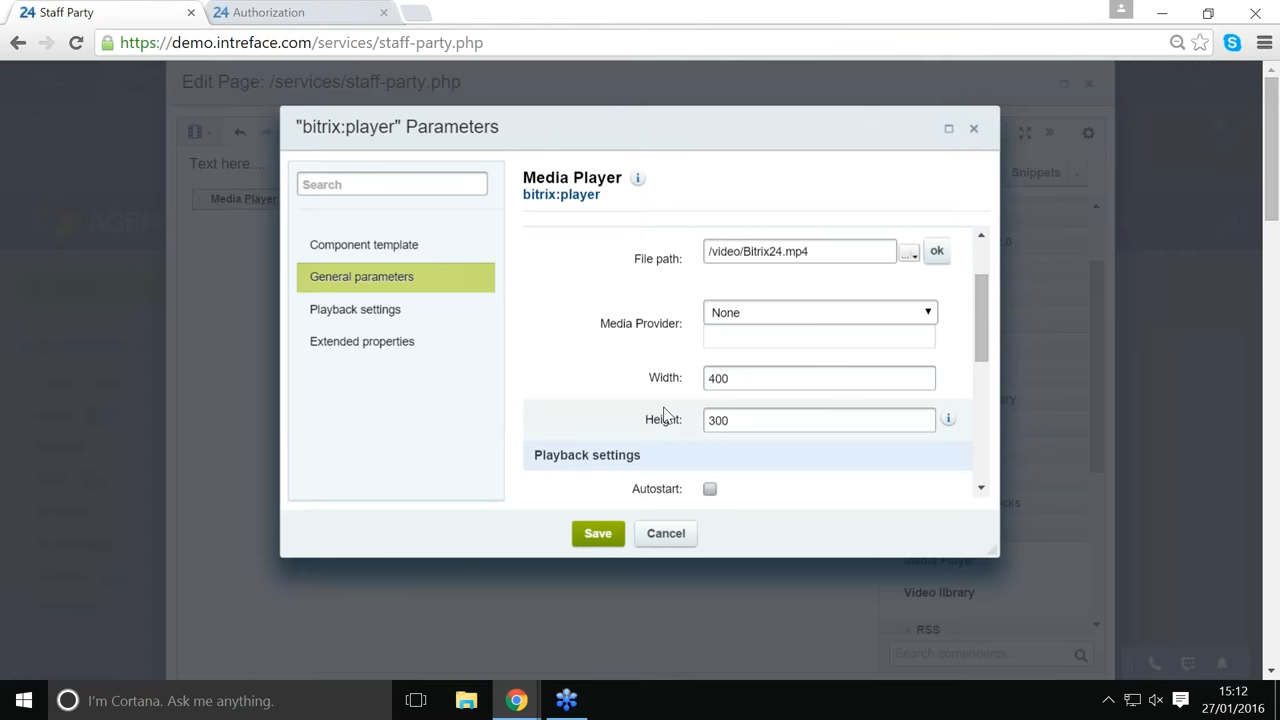 24 Staff Party
24 Authorization
https://demo.intreface.com/services/staff-party.php
Edit Page: /services/staff-party.php
"bitrix:player" Parameters
Text here....
Media Player
Snippets
Search
Component template
General parameters
Playback settings
Extended properties
Media Player
bitrix:player
File path: /video/Bitrix24.mp4 ... ok
Media Provider: None
Width: 400
Height: 300
Playback settings
Autostart:
Save Cancel
Media Player
Video library
RSS
Search components...
I'm Cortana. Ask me anything.
15:12
27/01/2016